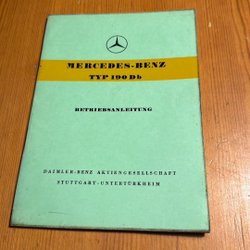 MERCEDES-BENZ
TYP 190 Db
BETRIEBSANLEITUNG
DAIMLER-BENZ AKTIENGESELLSCHAFT
STUTTGART-UNTERTÜRKHEIM